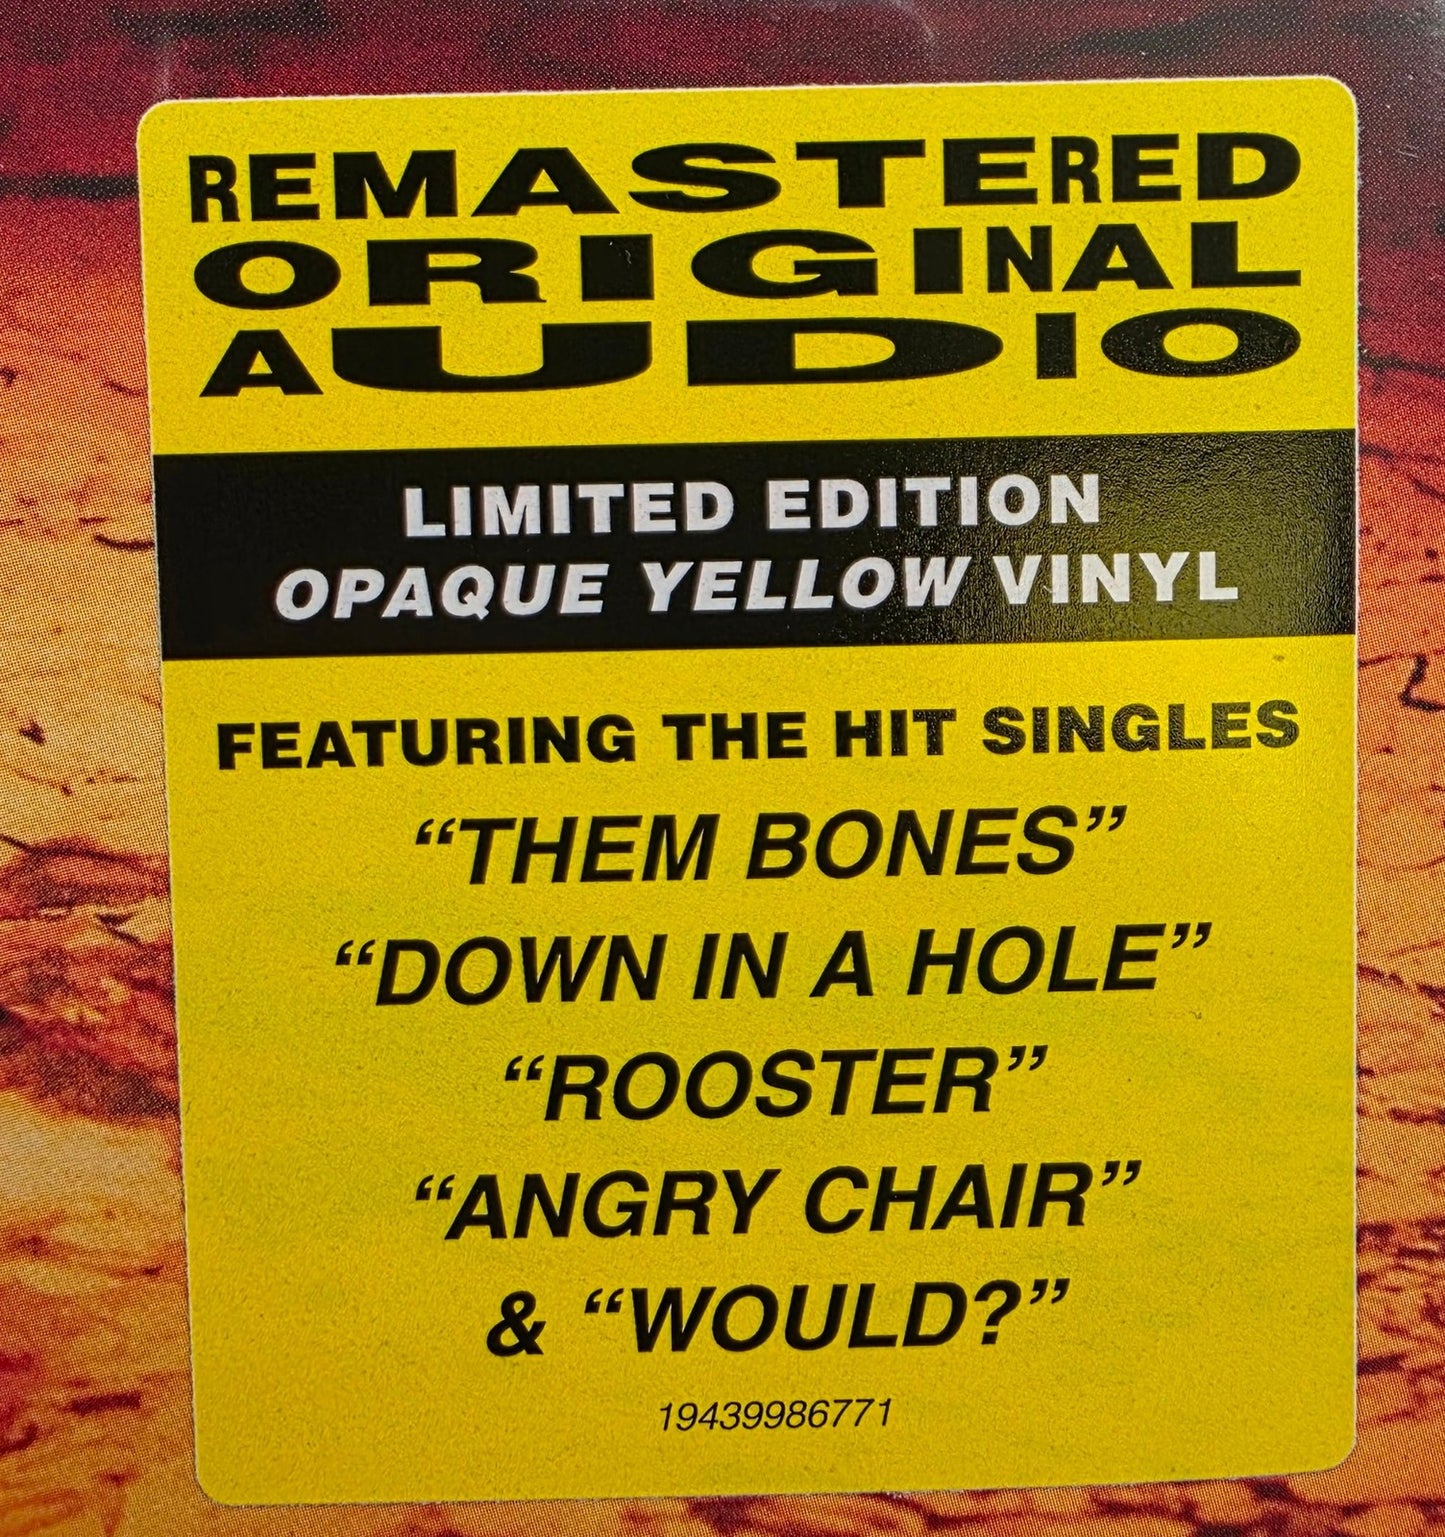 REMASTERED
ORIGINAL
AUDIO
LIMITED EDITION
OPAQUE YELLOW VINYL
FEATURING THE HIT SINGLES
“THEM BONES”
“DOWN IN A HOLE”
“ROOSTER”
“ANGRY CHAIR”
& “WOULD?”
19439986771